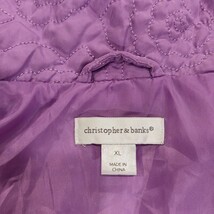 christopher & banks®
XL
MADE IN
CHINA